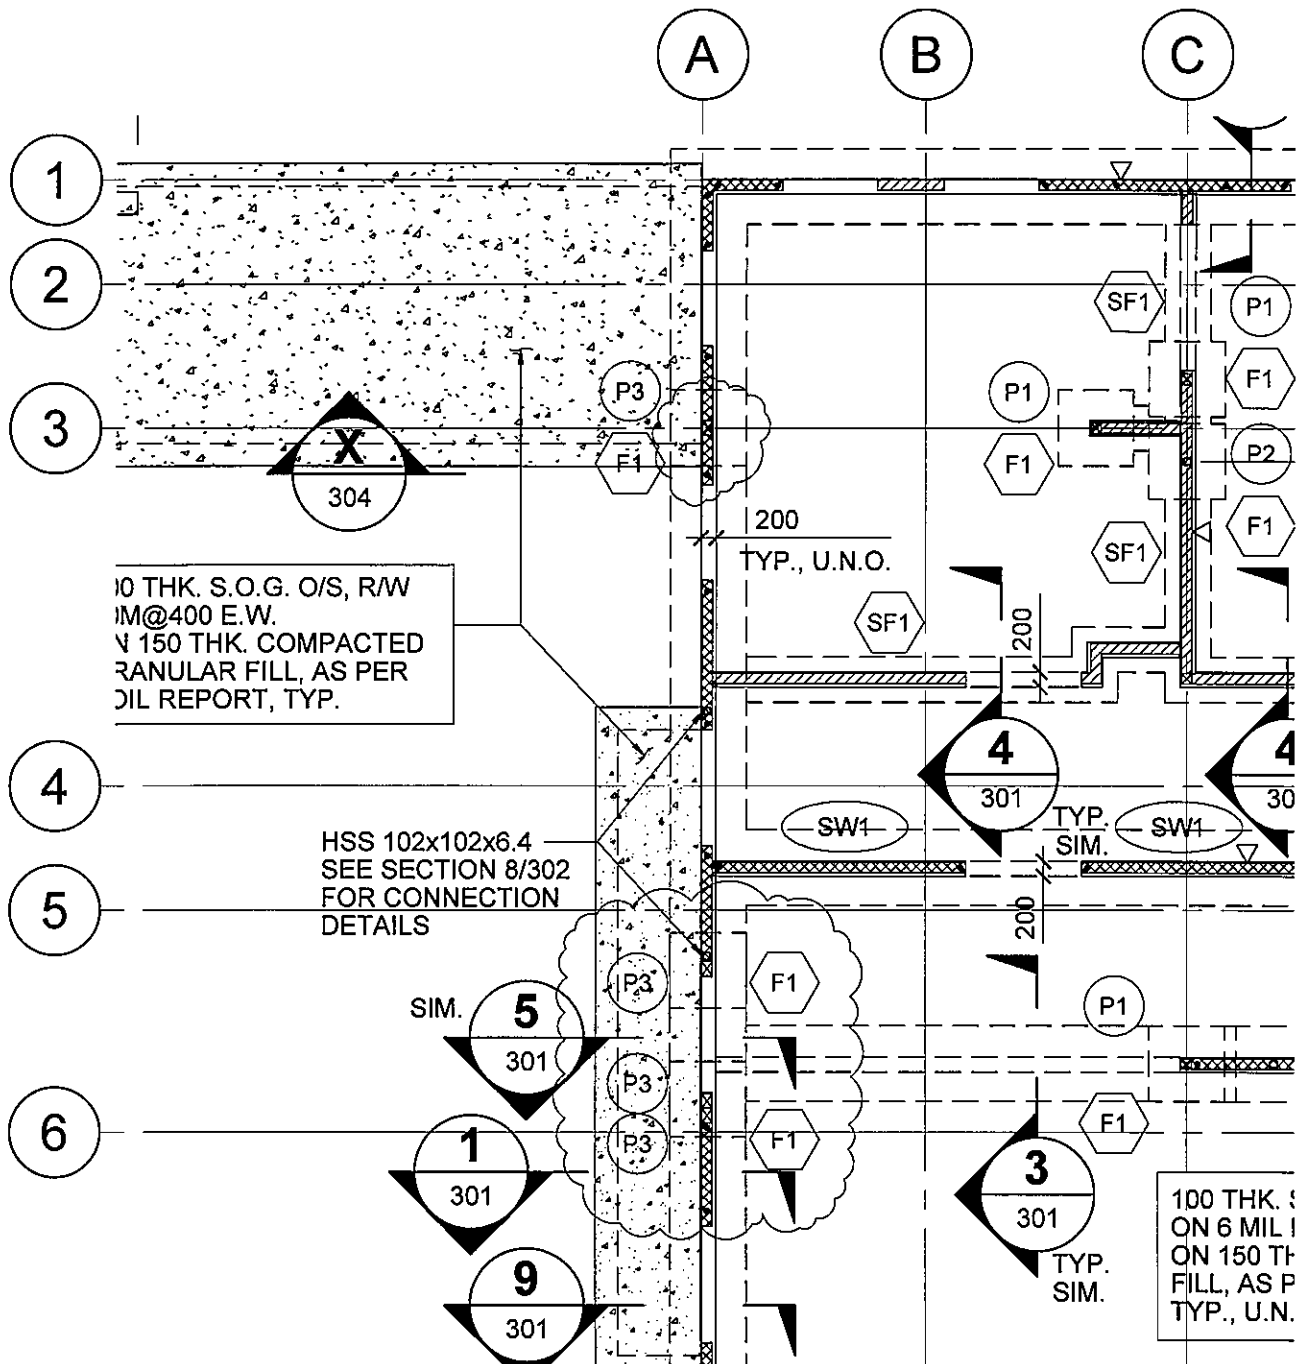 A
B
C
1
2
SF1
P1
P3
P1
F1
3
X
304
F1
F1
P2
F1
200
TYP., U.N.O.
SF1
00 THK. S.O.G. O/S, R/W
M@400 E.W.
N 150 THK. COMPACTED
RANULAR FILL, AS PER
OIL REPORT, TYP.
SF1
200
4
4
301
4
30
HSS 102x102x6.4
SEE SECTION 8/302
FOR CONNECTION
DETAILS
SW1
TYP.
SIM.
SW1
5
200
P3
F1
SIM.
5
301
P1
P3
6
P3
F1
F1
1
301
3
301
TYP.
SIM.
9
301
100 THK.
ON 6 MIL
ON 150 TH
FILL, AS P
TYP., U.N.